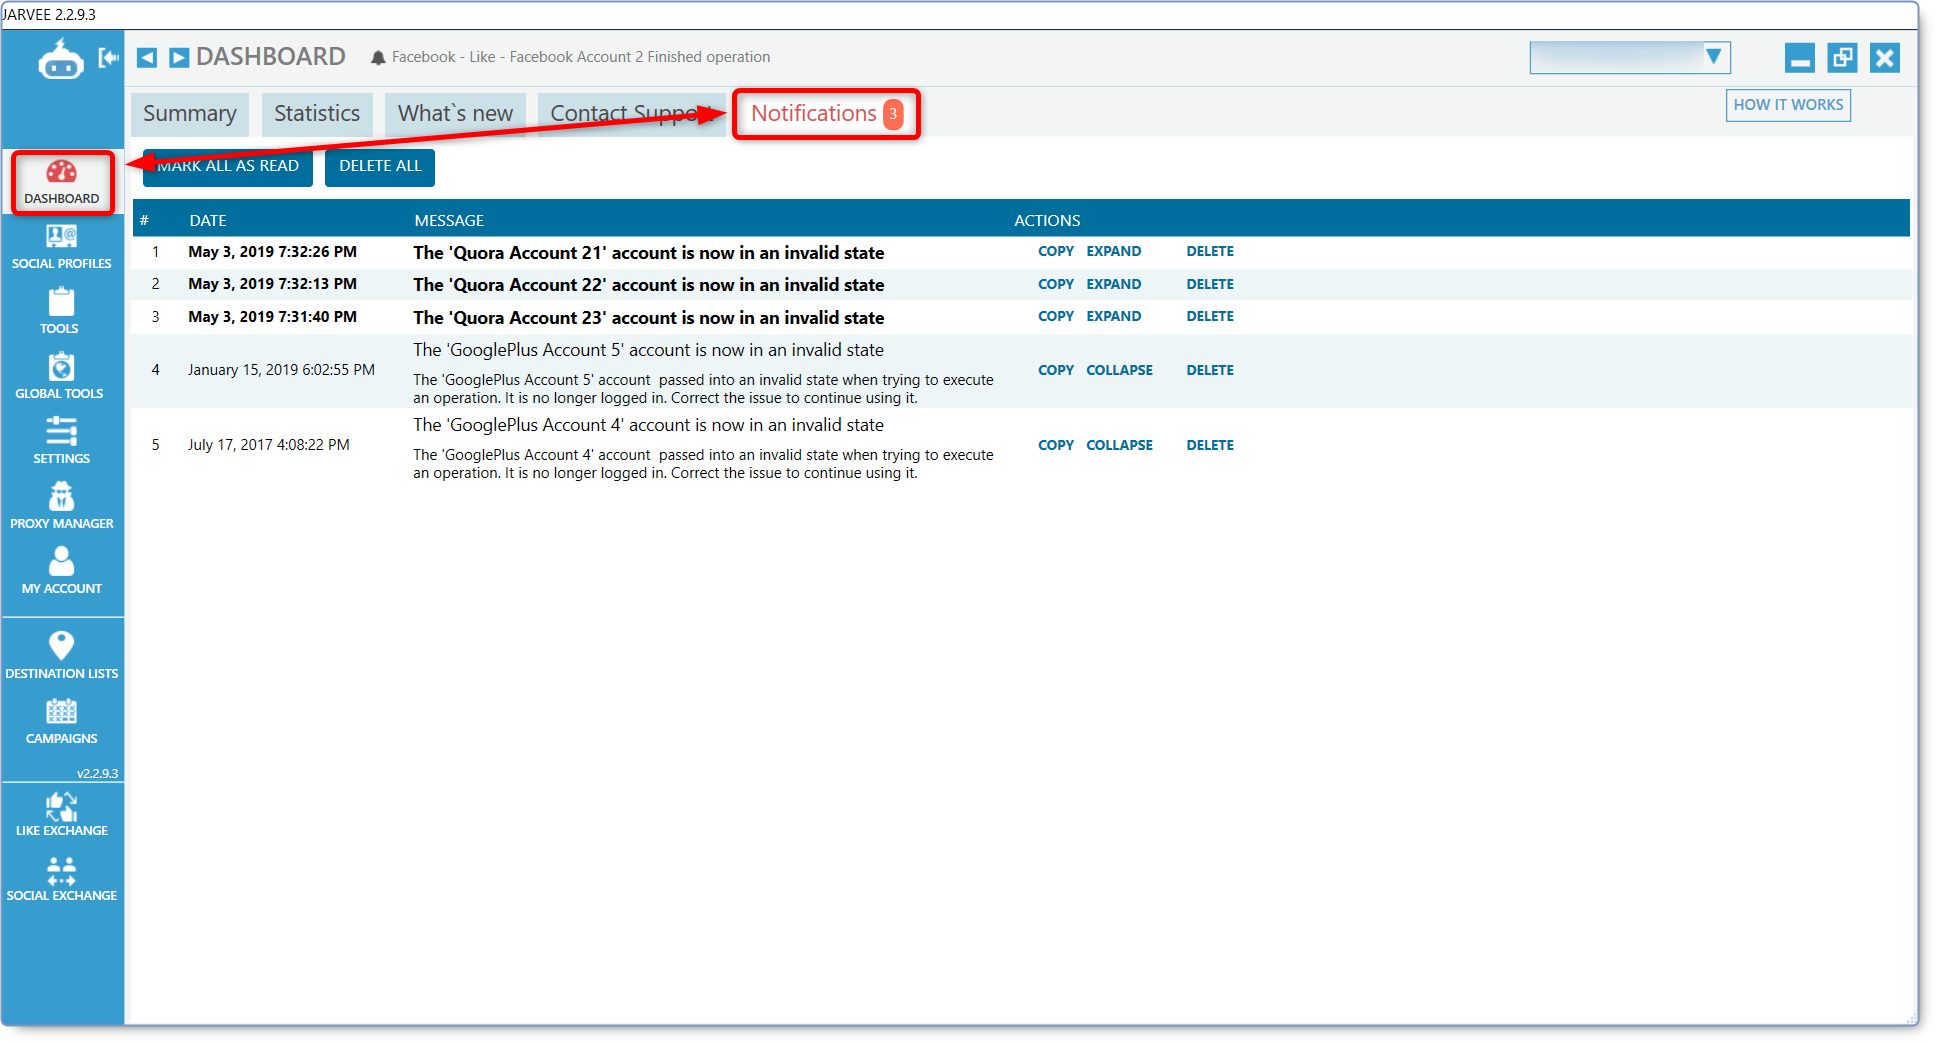 JARVEE 2.2.9.3
DASHBOARD
Facebook - Like - Facebook Account 2 Finished operation
Summary
Statistics
What`s new
Contact Support
Notifications 3
HOW IT WORKS
MARK ALL AS READ
DELETE ALL
DASHBOARD
SOCIAL PROFILES
TOOLS
GLOBAL TOOLS
SETTINGS
PROXY MANAGER
MY ACCOUNT
DESTINATION LISTS
CAMPAIGNS
v2.2.9.3
LIKE EXCHANGE
SOCIAL EXCHANGE
# DATE MESSAGE ACTIONS
1 May 3, 2019 7:32:26 PM The 'Quora Account 21' account is now in an invalid state COPY EXPAND DELETE
2 May 3, 2019 7:32:13 PM The 'Quora Account 22' account is now in an invalid state COPY EXPAND DELETE
3 May 3, 2019 7:31:40 PM The 'Quora Account 23' account is now in an invalid state COPY EXPAND DELETE
The 'GooglePlus Account 5' account is now in an invalid state
4 January 15, 2019 6:02:55 PM COPY COLLAPSE DELETE
The 'GooglePlus Account 5' account  passed into an invalid state when trying to execute
an operation. It is no longer logged in. Correct the issue to continue using it.
The 'GooglePlus Account 4' account is now in an invalid state
5 July 17, 2017 4:08:22 PM COPY COLLAPSE DELETE
The 'GooglePlus Account 4' account  passed into an invalid state when trying to execute
an operation. It is no longer logged in. Correct the issue to continue using it.